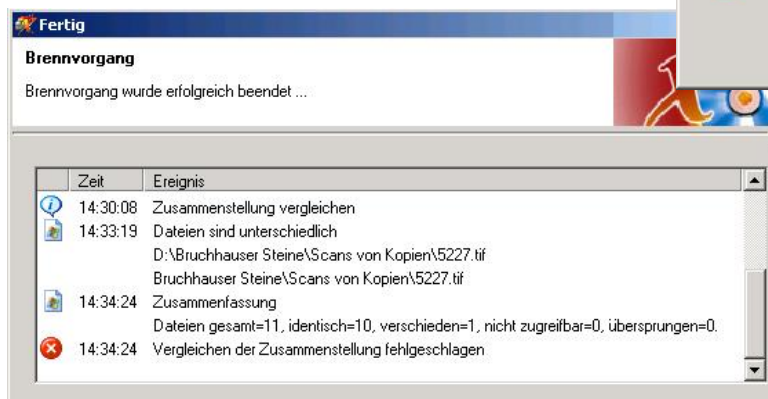 Fertig
Brennvorgang
Brennvorgang wurde erfolgreich beendet ...
Zeit Ereignis
14:30:08 Zusammenstellung vergleichen
14:33:19 Dateien sind unterschiedlich
D:\Bruchhauser Steine\Scans von Kopien\5227.tif
Bruchhauser Steine\Scans von Kopien\5227.tif
14:34:24 Zusammenfassung
Dateien gesamt=11, identisch=10, verschieden=1, nicht zugreifbar=0, übersprungen=0.
14:34:24 Vergleichen der Zusammenstellung fehlgeschlagen